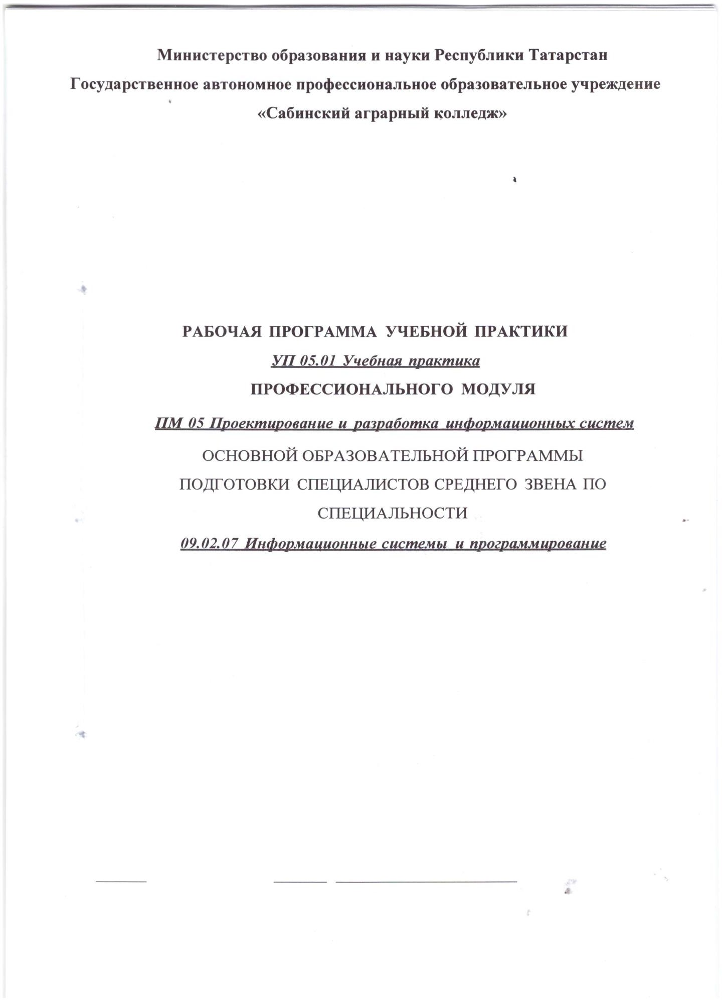 Министерство образования и науки Республики Татарстан
Государственное автономное профессиональное образовательное учреждение
«Сабинский аграрный колледж»
РАБОЧАЯ ПРОГРАММА УЧЕБНОЙ ПРАКТИКИ
УП 05.01 Учебная практика
ПРОФЕССИОНАЛЬНОГО МОДУЛЯ
ПМ 05 Проектирование и разработка информационных систем
ОСНОВНОЙ ОБРАЗОВАТЕЛЬНОЙ ПРОГРАММЫ
ПОДГОТОВКИ СПЕЦИАЛИСТОВ СРЕДНЕГО ЗВЕНА ПО
СПЕЦИАЛЬНОСТИ
09.02.07 Информационные системы и программирование